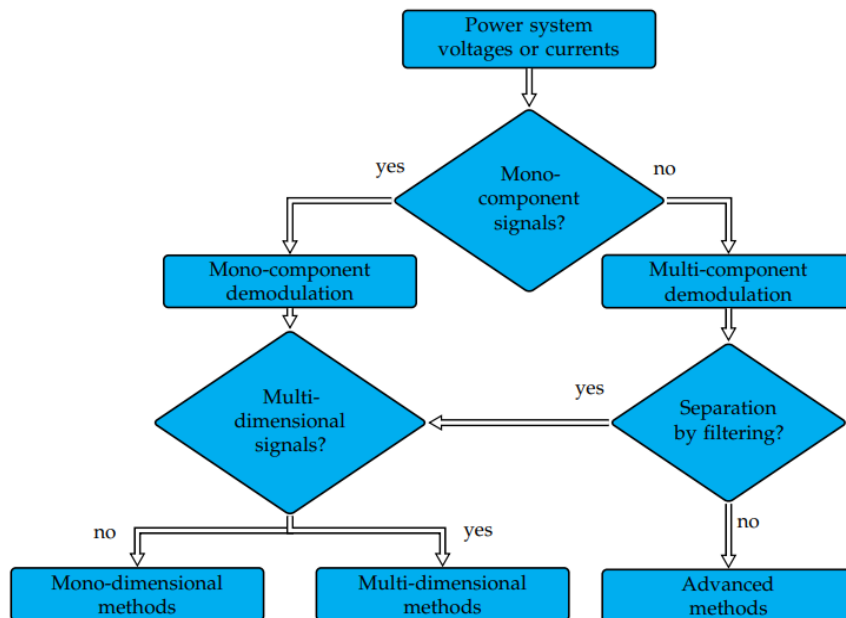 Power system
voltages or currents
yes
no
Mono-
component
signals?
Mono-component
demodulation
Multi-component
demodulation
Multi-
dimensional
signals?
yes
Separation
by filtering?
no
yes
no
Mono-dimensional
methods
Multi-dimensional
methods
Advanced
methods